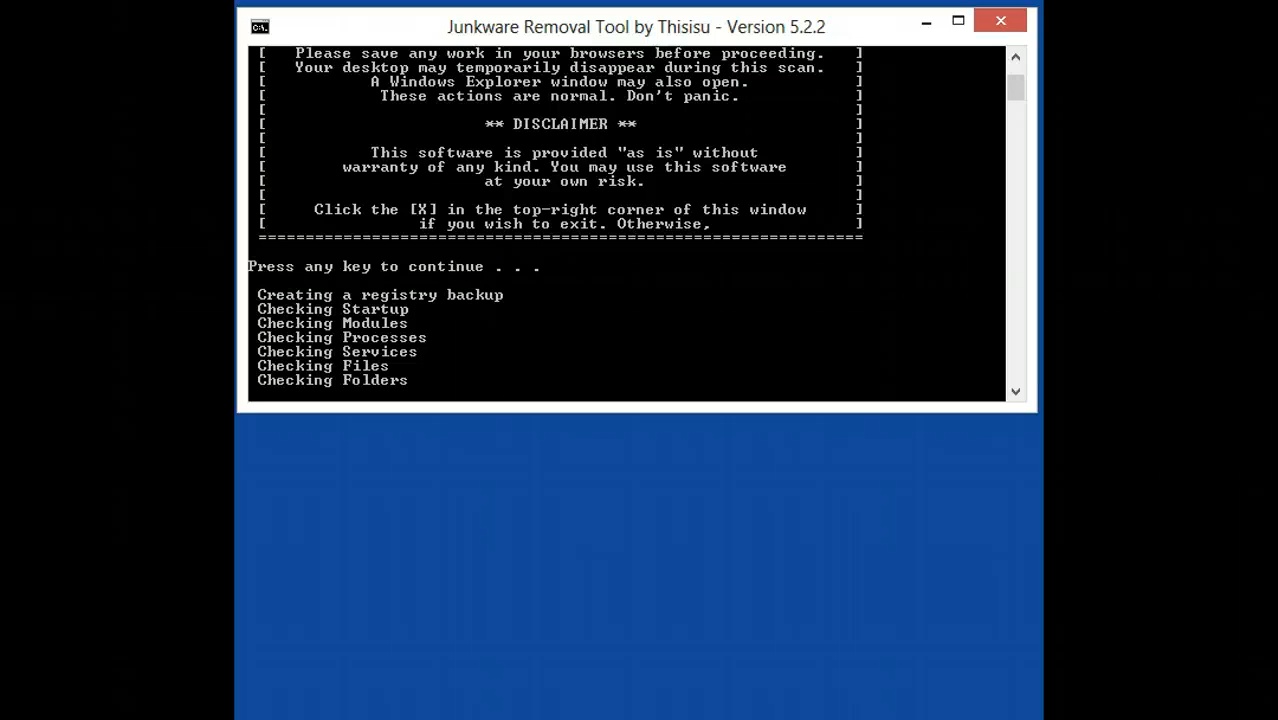 Junkware Removal Tool by Thisisu - Version 5.2.2
[ Please save any work in your browsers before proceeding. ]
[ Your desktop may temporarily disappear during this scan. ]
[ A Windows Explorer window may also open. ]
[ These actions are normal. Don't panic. ]
[ ]
[ ** DISCLAIMER ** ]
[ ]
[ This software is provided "as is" without ]
[ warranty of any kind. You may use this software ]
[ at your own risk. ]
[ ]
[ Click the [X] in the top-right corner of this window ]
[ if you wish to exit. Otherwise, ]
================================================================
Press any key to continue . . .
Creating a registry backup
Checking Startup
Checking Modules
Checking Processes
Checking Services
Checking Files
Checking Folders